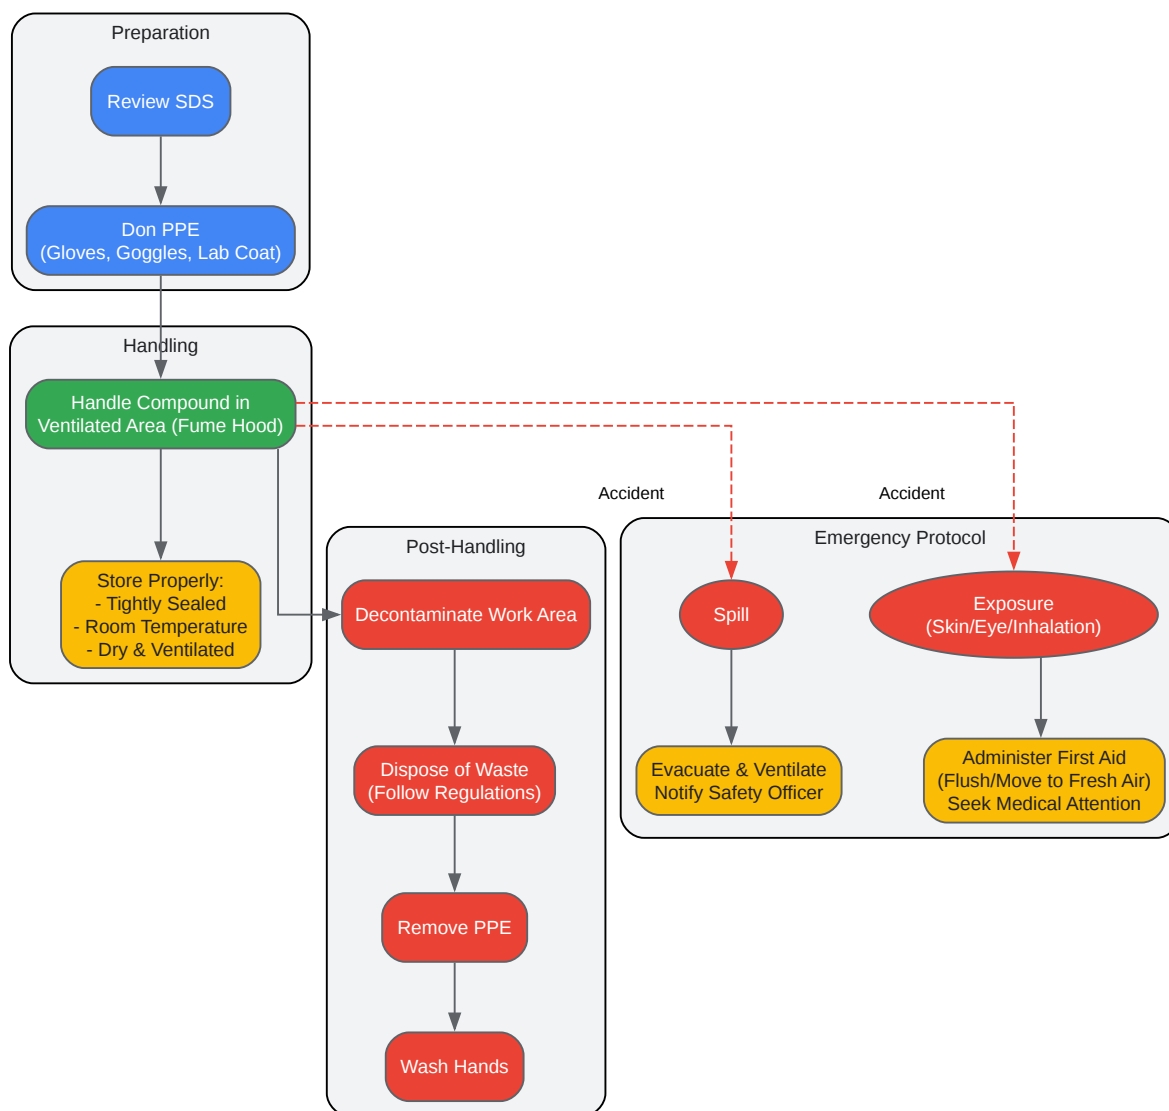 Preparation
Review SDS
Don PPE
(Gloves, Goggles, Lab Coat)
Handling
Handle Compound in
Ventilated Area (Fume Hood)
Store Properly:
- Tightly Sealed
- Room Temperature
- Dry & Ventilated
Post-Handling
Decontaminate Work Area
Dispose of Waste
(Follow Regulations)
Remove PPE
Wash Hands
Accident
Accident
Emergency Protocol
Spill
Evacuate & Ventilate
Notify Safety Officer
Exposure
(Skin/Eye/Inhalation)
Administer First Aid
(Flush/Move to Fresh Air)
Seek Medical Attention